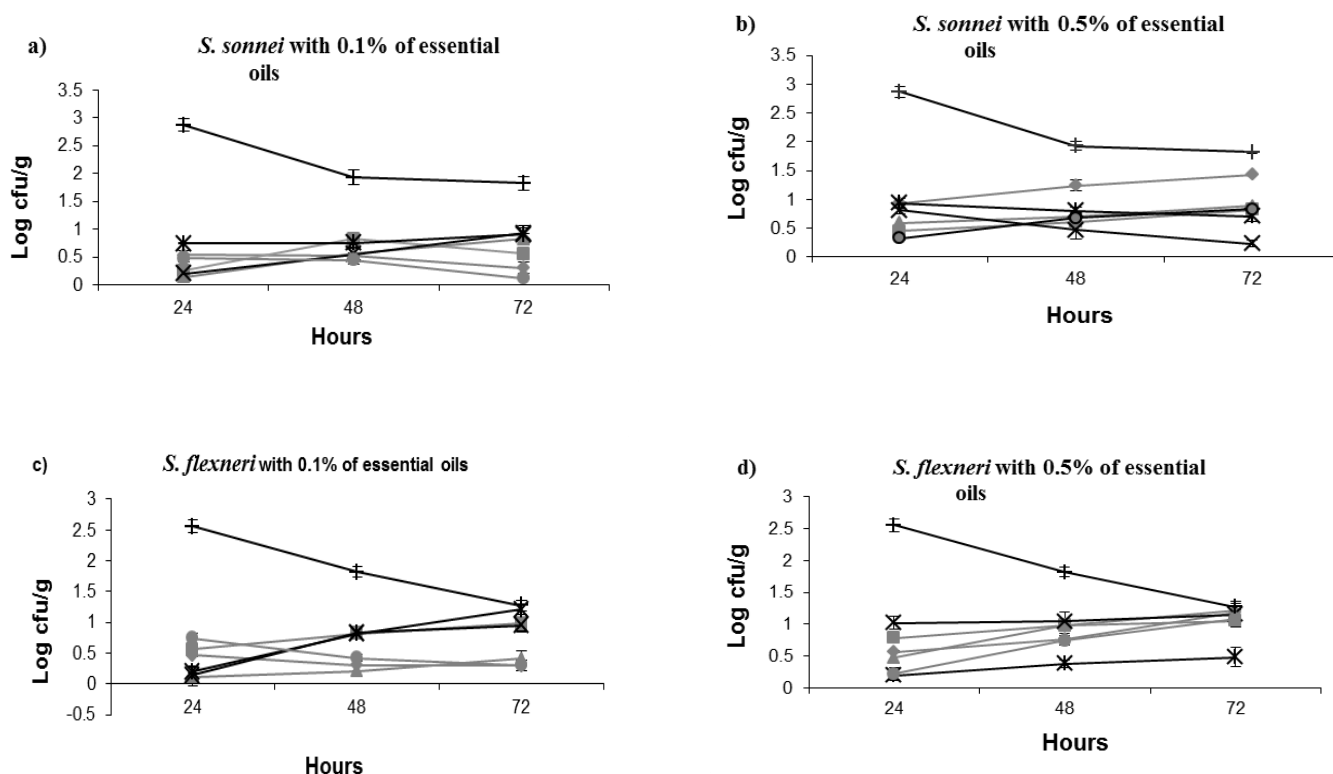 a)
S. sonnei with 0.1% of essential
oils
Log cfu/g
3.5
3
2.5
2
1.5
1
0.5
0
24
48
72
Hours
b)
S. sonnei with 0.5% of essential
oils
Log cfu/g
3.5
3
2.5
2
1.5
1
0.5
0
24
48
72
Hours
c)
S. flexneri with 0.1% of essential oils
Log cfu/g
3
2.5
2
1.5
1
0.5
0
-0.5
24
48
72
Hours
d)
S. flexneri with 0.5% of essential
oils
Log cfu/g
3
2.5
2
1.5
1
0.5
0
24
48
72
Hours